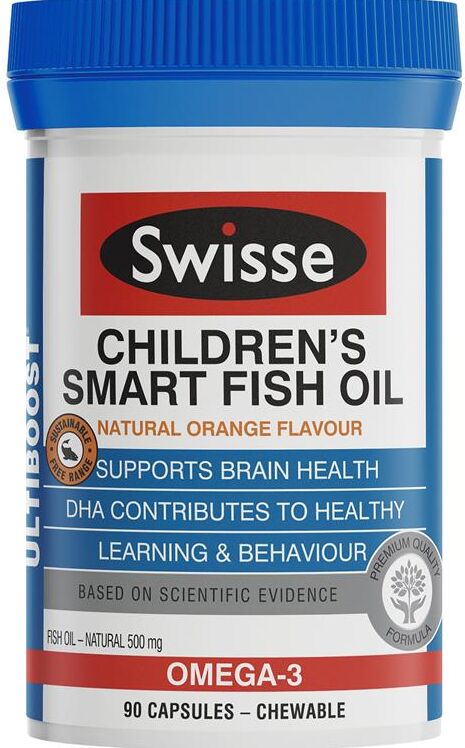 Swisse
CHILDREN'S
SMART FISH OIL
NATURAL ORANGE FLAVOUR
ULTIBOOST®
SUSTAINABLE
FREE RANGE
SUPPORTS BRAIN HEALTH
DHA CONTRIBUTES TO HEALTHY
LEARNING & BEHAVIOUR
PREMIUM QUALITY
FORMULA
BASED ON SCIENTIFIC EVIDENCE
FISH OIL – NATURAL 500 mg
OMEGA-3
90 CAPSULES – CHEWABLE